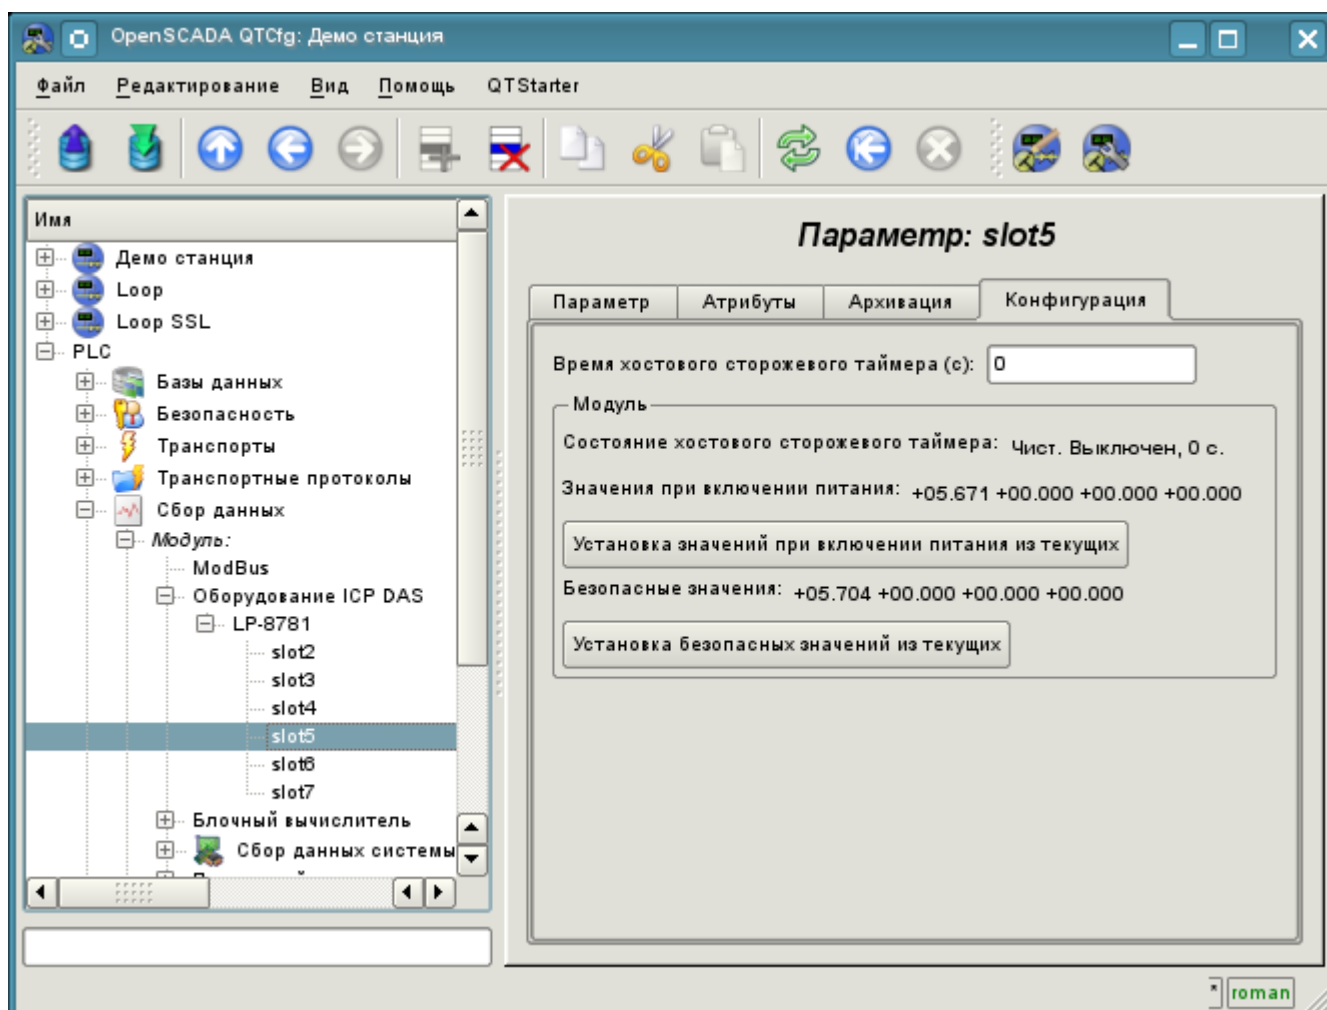 OpenSCADA QTCfg: Демо станция
Файл Редактирование Вид Помощь QTStarter
Имя
Демо станция
Loop
Loop SSL
PLC
Базы данных
Безопасность
Транспорты
Транспортные протоколы
Сбор данных
Модуль:
ModBus
Оборудование ICP DAS
LP-8781
slot2
slot3
slot4
slot5
slot6
slot7
Блочный вычислитель
Сбор данных системы
Параметр: slot5
Параметр Атрибуты Архивация Конфигурация
Время хостового сторожевого таймера (с): 0
Модуль
Состояние хостового сторожевого таймера: Чист. Выключен, 0 с.
Значения при включении питания: +05.671 +00.000 +00.000 +00.000
Установка значений при включении питания из текущих
Безопасные значения: +05.704 +00.000 +00.000 +00.000
Установка безопасных значений из текущих
* roman